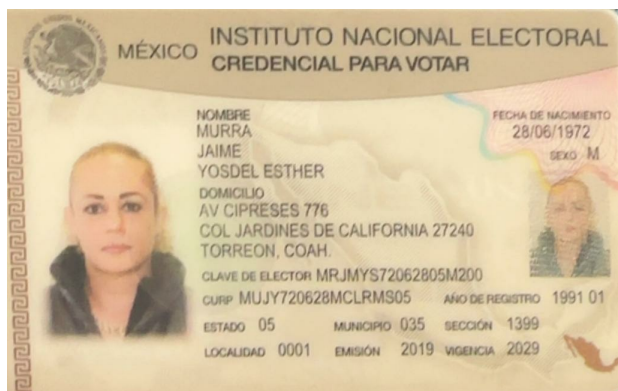 MÉXICO INSTITUTO NACIONAL ELECTORAL
CREDENCIAL PARA VOTAR
NOMBRE
MURRA
JAIME
YOSDEL ESTHER
FECHA DE NACIMIENTO
28/06/1972
SEXO M
DOMICILIO
AV CIPRESES 776
COL JARDINES DE CALIFORNIA 27240
TORREON, COAH.
CLAVE DE ELECTOR MRJMYS72062805M200
CURP MUJY720628MCLRMS05 AÑO DE REGISTRO 1991 01
ESTADO 05 MUNICIPIO 035 SECCIÓN 1399
LOCALIDAD 0001 EMISIÓN 2019 VIGENCIA 2029